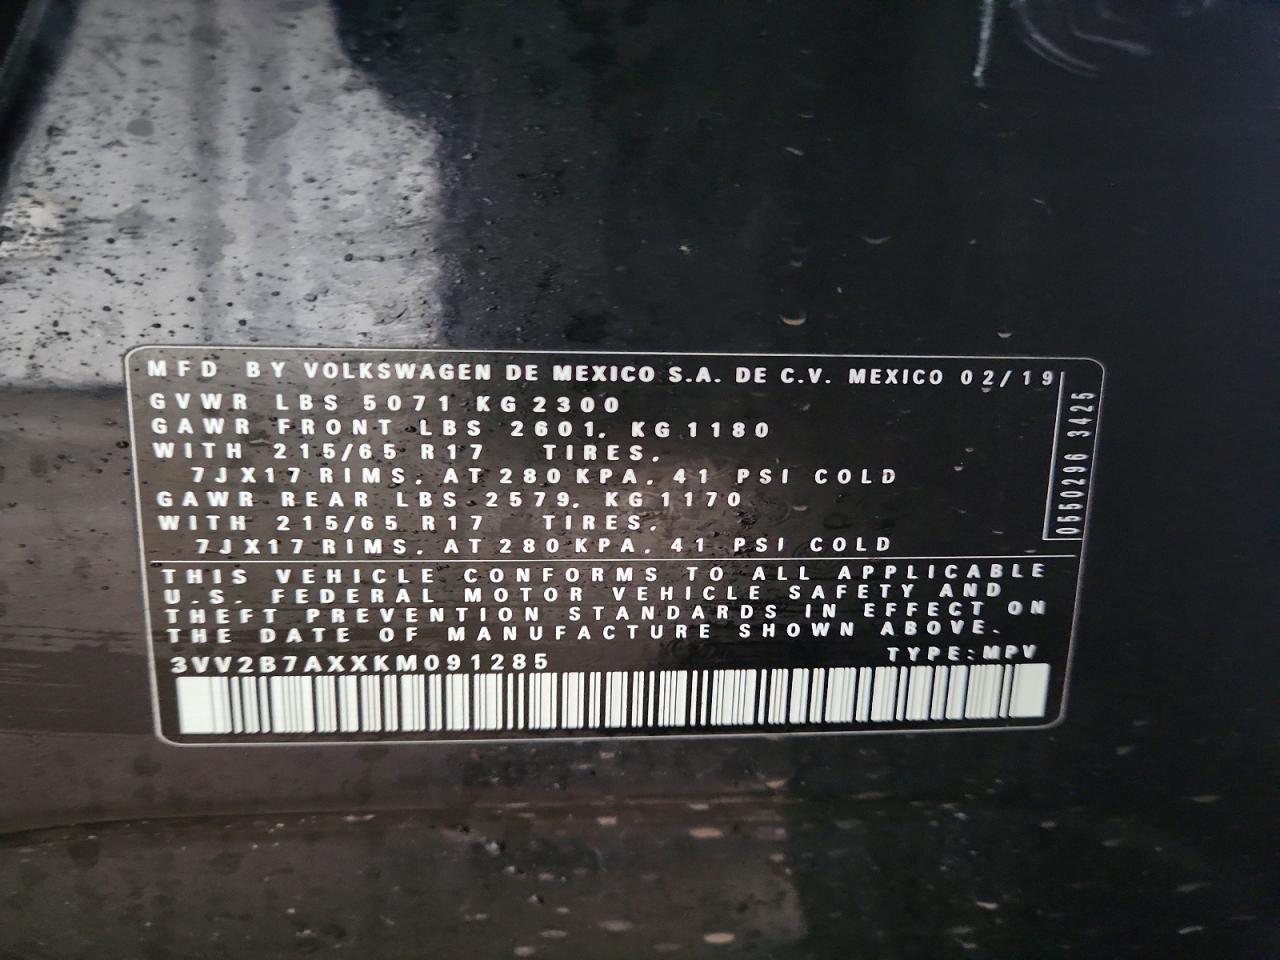 MFD BY VOLKSWAGEN DE MEXICO S.A. DE C.V. MEXICO 02/19
GVWR LBS 5071 KG 2300
GAWR FRONT LBS 2601. KG 1180
WITH 215/65 R17 TIRES.
7JX17 RIMS. AT 280 KPA. 41 PSI COLD
GAWR REAR LBS 2579. KG 1170
WITH 215/65 R17 TIRES.
7JX17 RIMS. AT 280 KPA. 41 PSI COLD
0550296 3425
THIS VEHICLE CONFORMS TO ALL APPLICABLE
U.S. FEDERAL MOTOR VEHICLE SAFETY AND
THEFT PREVENTION STANDARDS IN EFFECT ON
THE DATE OF MANUFACTURE SHOWN ABOVE.
3VV2B7AXXKM091285 TYPE:MPV